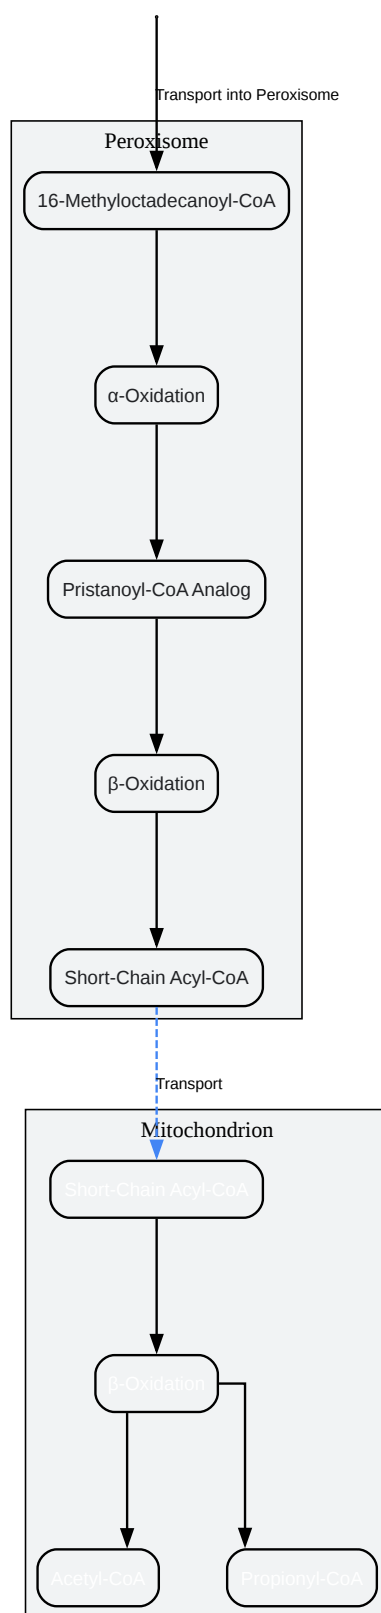 Transport into Peroxisome
Peroxisome
16-Methyloctadecanoyl-CoA
α-Oxidation
Pristanoyl-CoA Analog
β-Oxidation
Short-Chain Acyl-CoA
Transport
Mitochondrion
Short-Chain Acyl-CoA
β-Oxidation
Acetyl-CoA
Propionyl-CoA